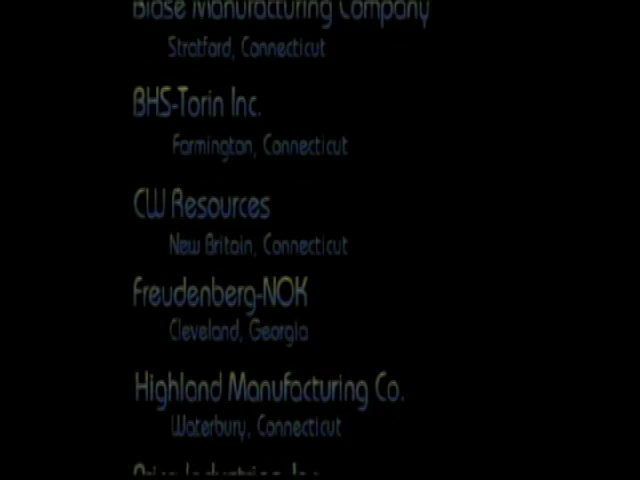 Biase Manufacturing Company
Stratford, Connecticut
BHS-Torin Inc.
Farmington, Connecticut
CW Resources
New Britain, Connecticut
Freudenberg-NOK
Cleveland, Georgia
Highland Manufacturing Co.
Waterbury, Connecticut